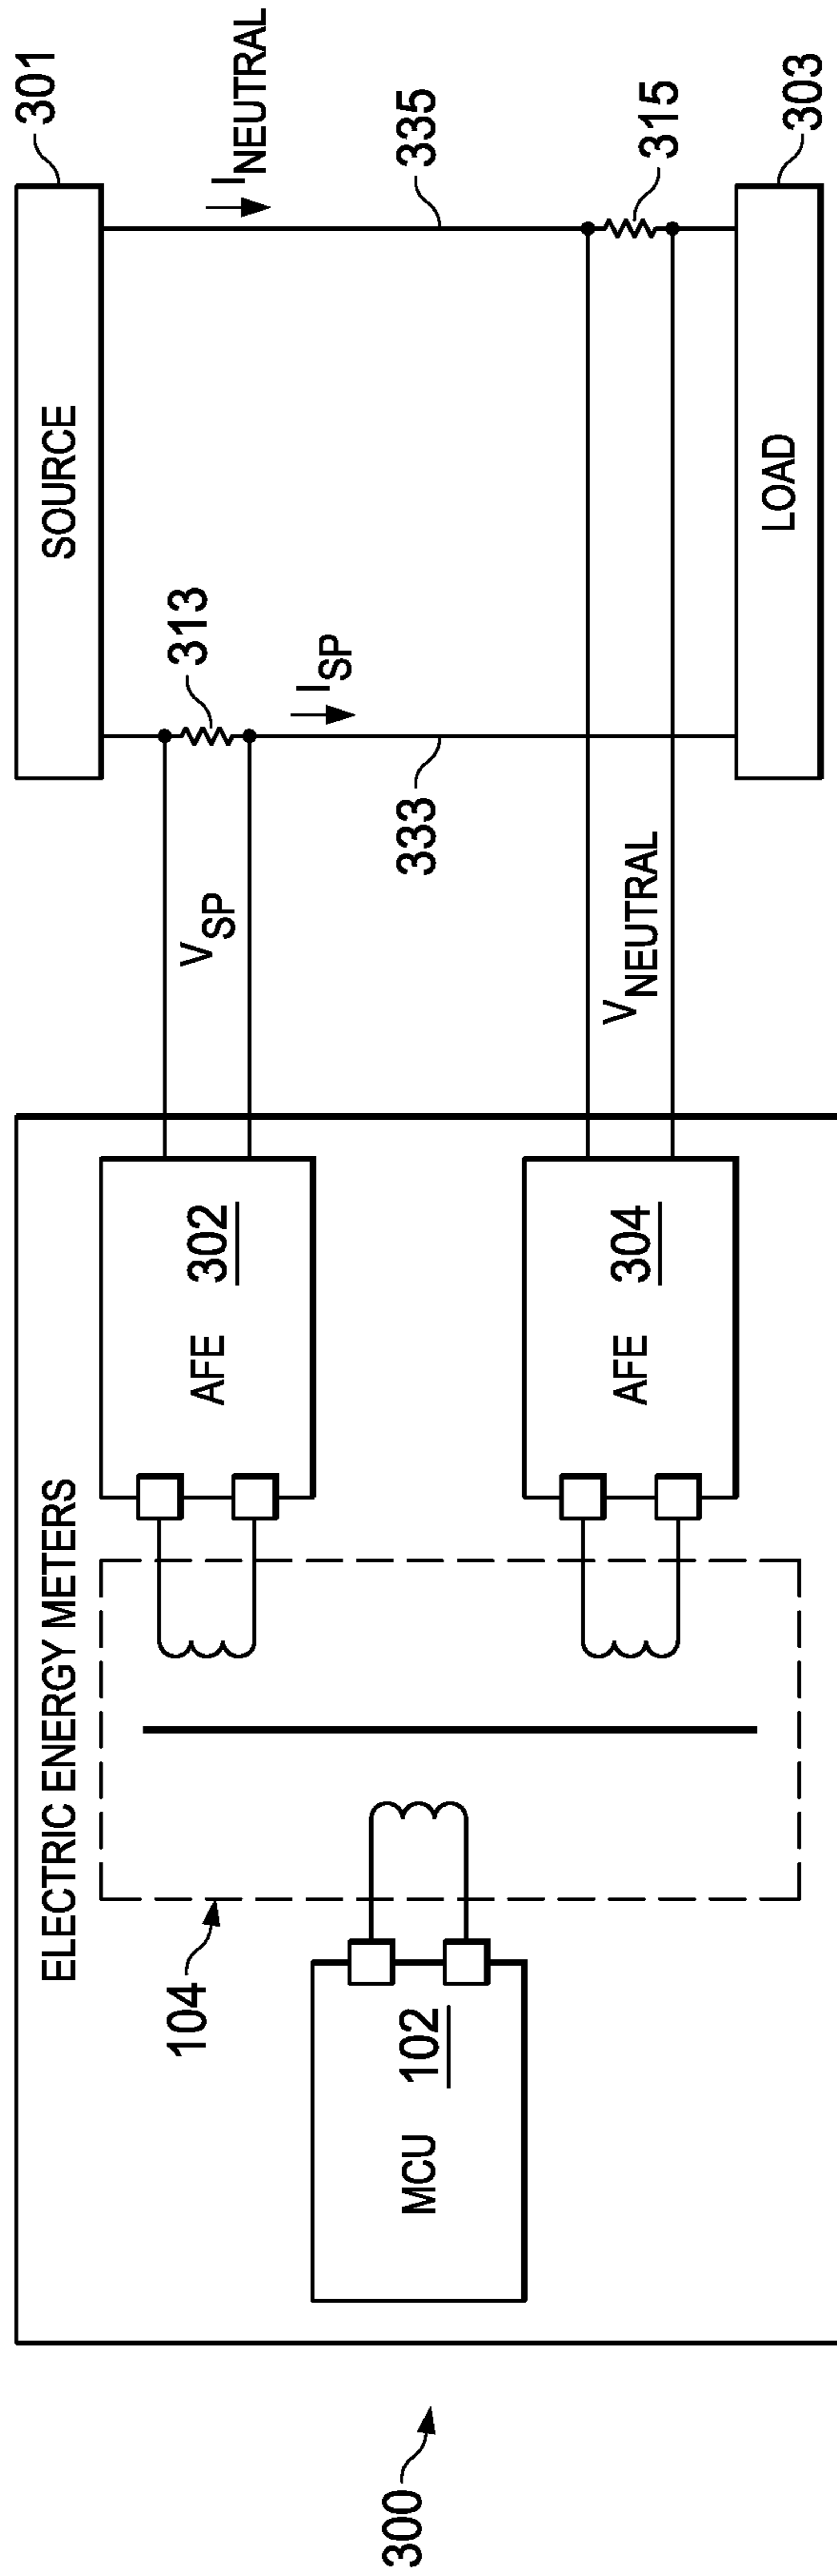 300
ELECTRIC ENERGY METERS
104
MCU 102
AFE 302
AFE 304
V_SP
V_NEUTRAL
SOURCE
301
313
I_SP
333
I_NEUTRAL
335
315
LOAD
303